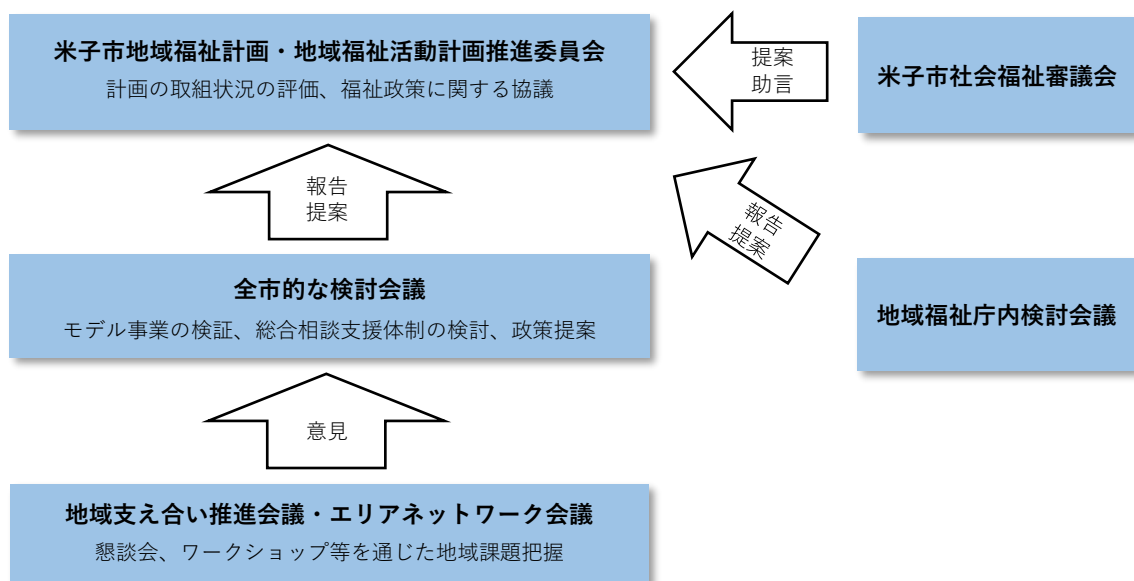 米子市地域福祉計画・地域福祉活動計画推進委員会
計画の取組状況の評価、福祉政策に関する協議
提案
助言
米子市社会福祉審議会
報告
提案
報告
提案
全市的な検討会議
モデル事業の検証、総合相談支援体制の検討、政策提案
地域福祉庁内検討会議
意見
地域支え合い推進会議・エリアネットワーク会議
懇談会、ワークショップ等を通じた地域課題把握